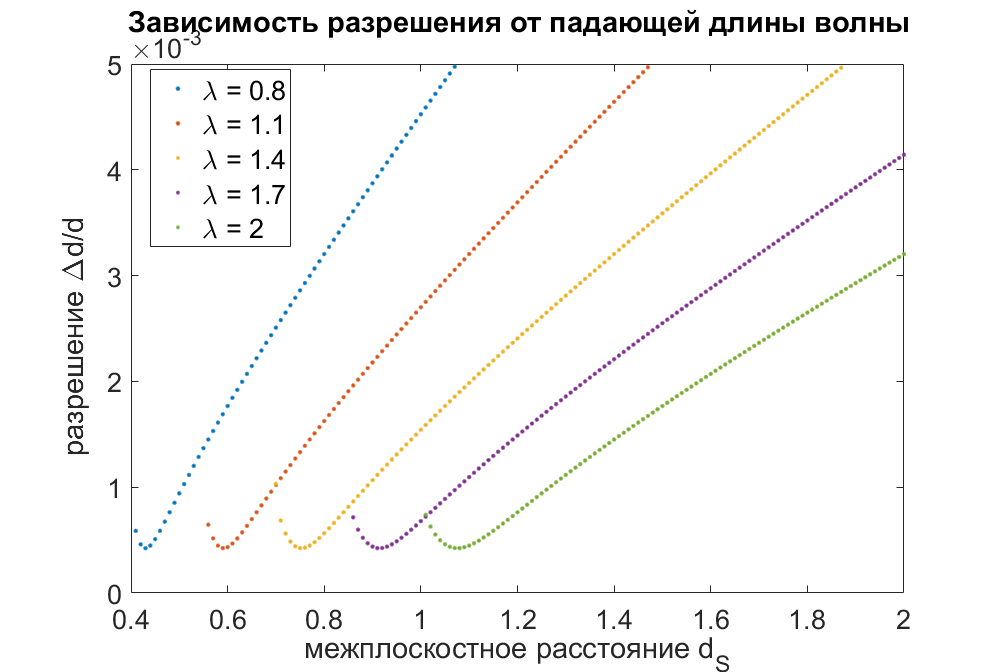 Зависимость разрешения от падающей длины волны
×10⁻³
5
4
3
2
1
0
λ = 0.8
λ = 1.1
λ = 1.4
λ = 1.7
λ = 2
разрешение Δd/d
0.4 0.6 0.8 1 1.2 1.4 1.6 1.8 2
межплоскостное расстояние d_S